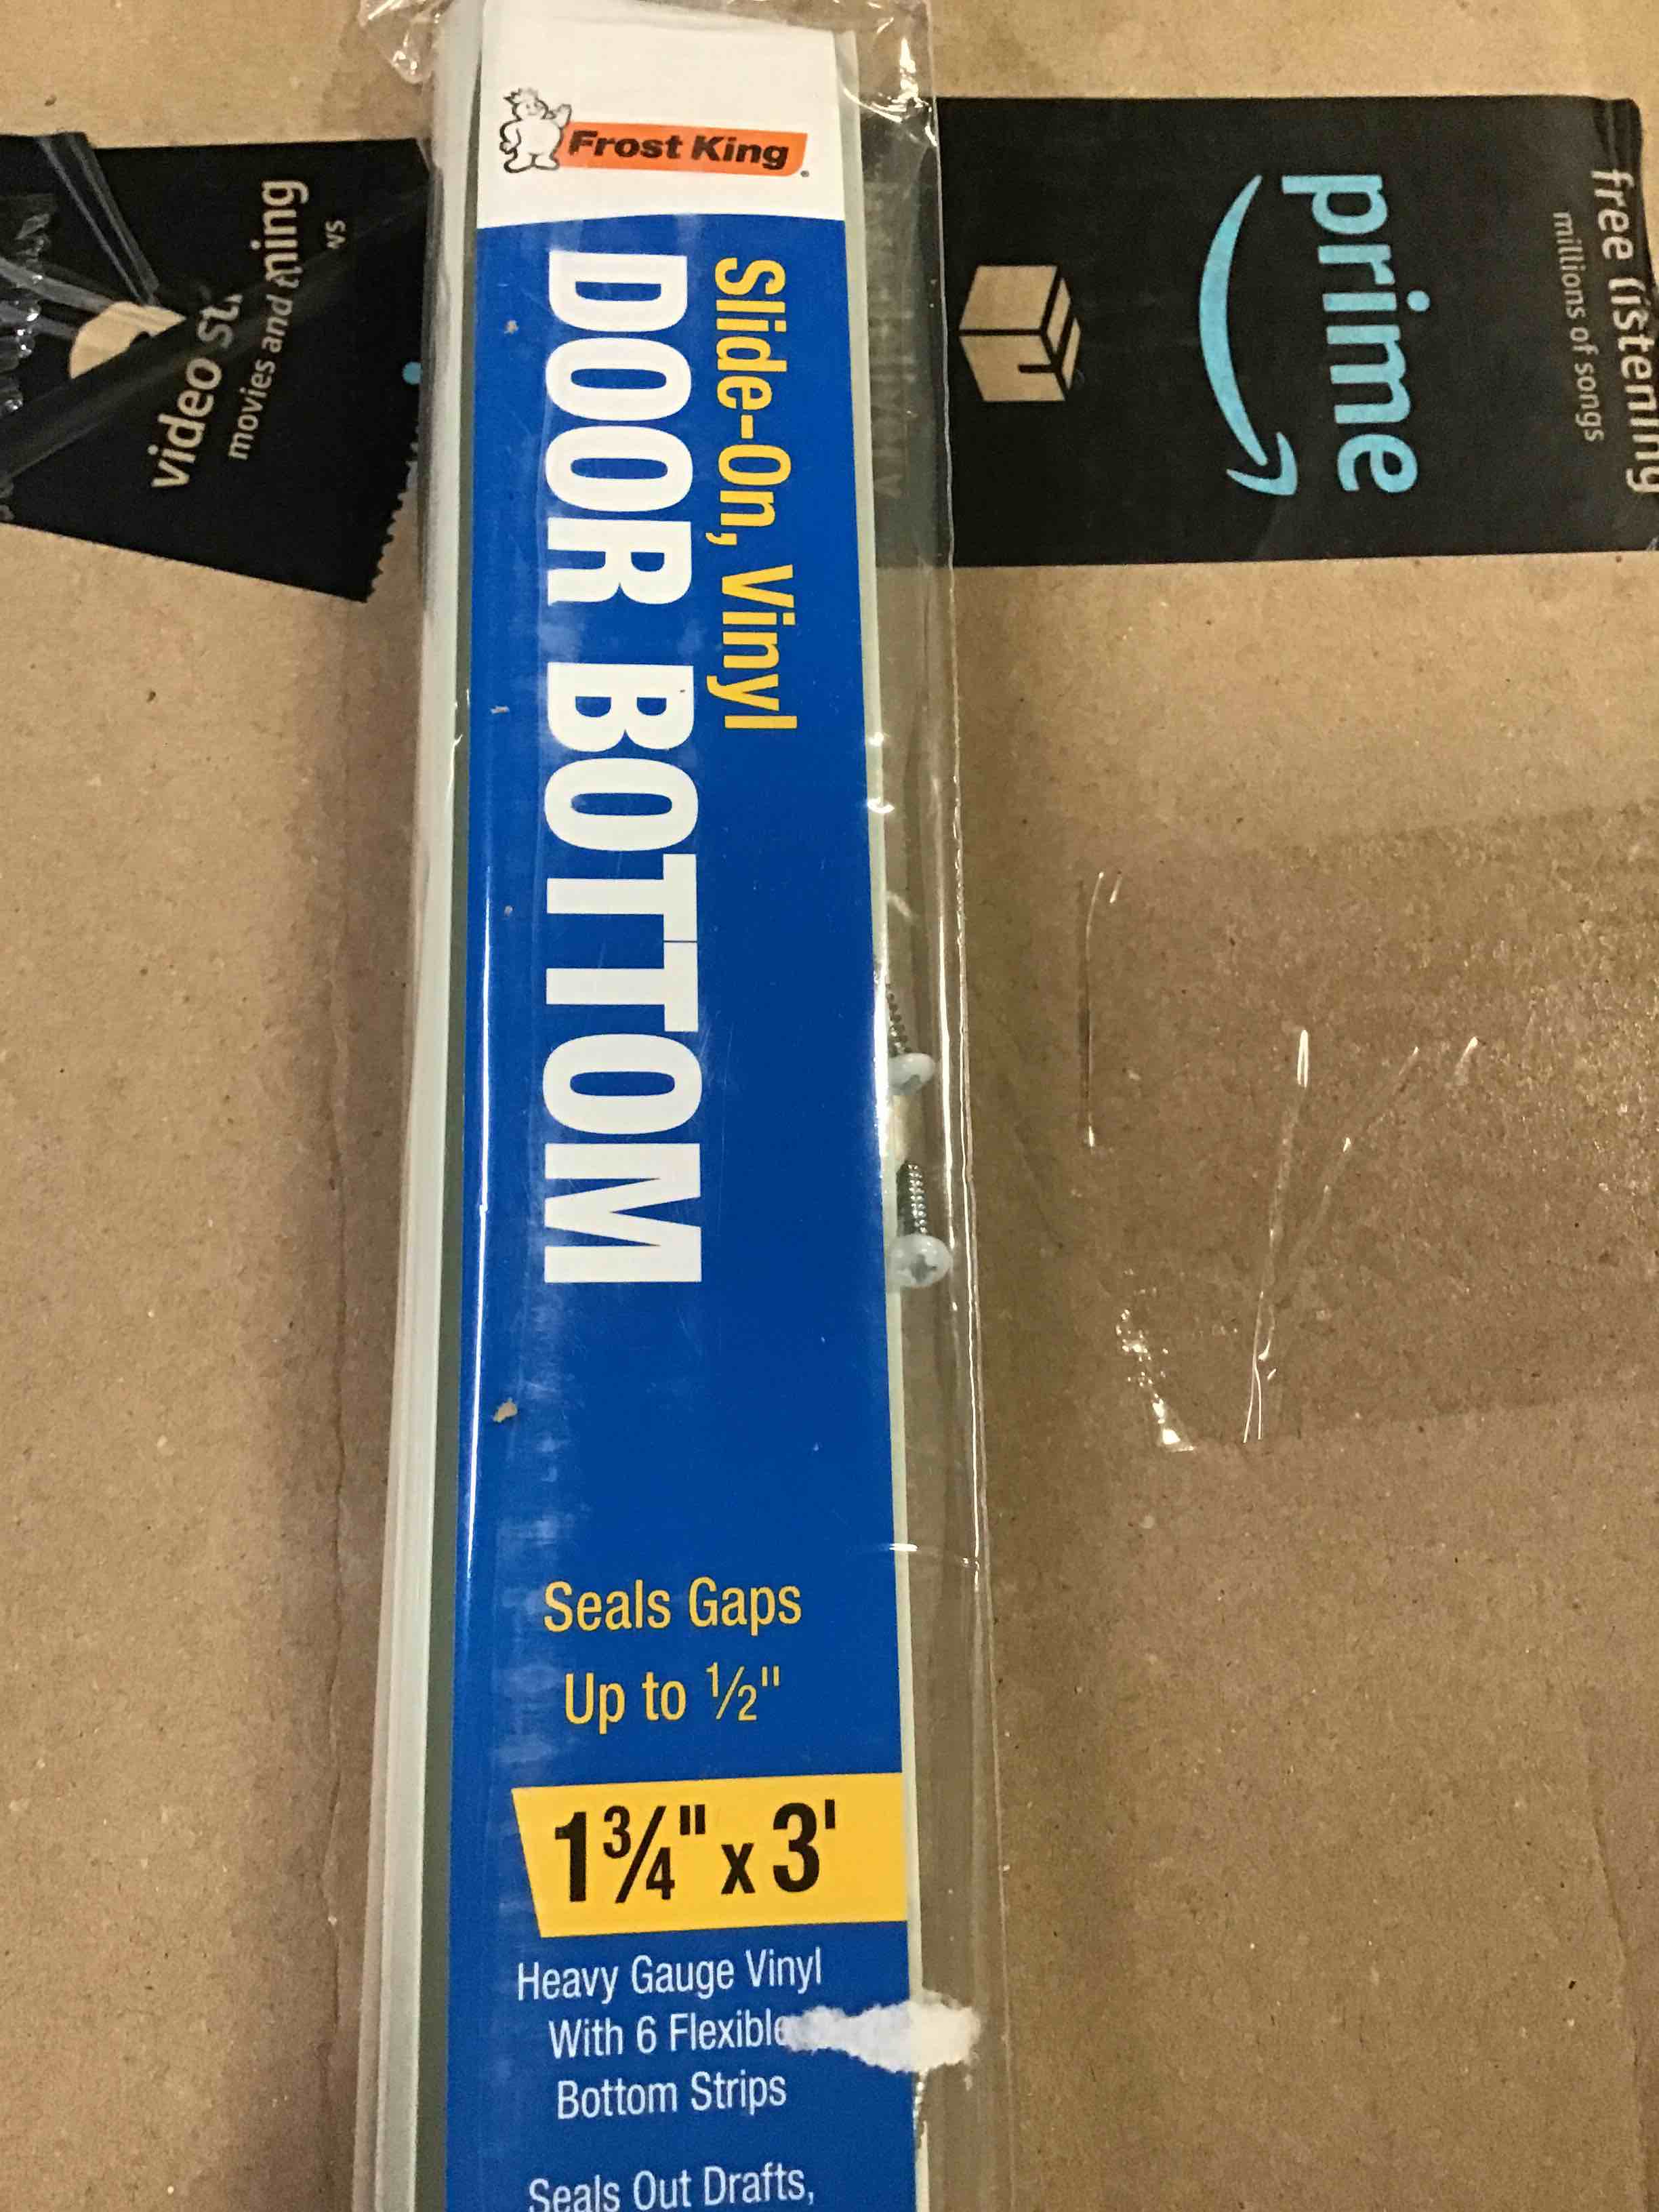 Frost King
Slide-On, Vinyl
DOOR BOTTOM
Seals Gaps
Up to ½"
1¾" x 3'
Heavy Gauge Vinyl
With 6 Flexible
Bottom Strips
Seals Out Drafts,
prime
free listening
millions of songs
video
movies and